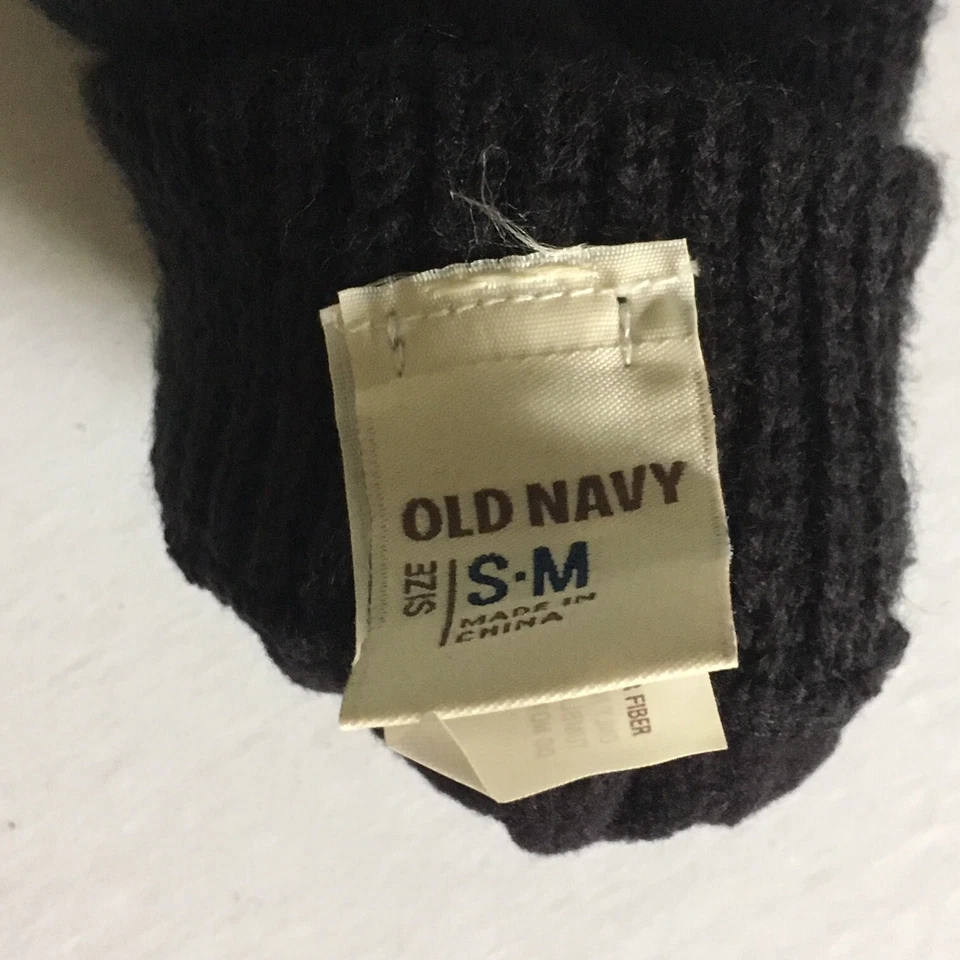 OLD NAVY
SIZE
S·M
MADE IN
CHINA
FIBER